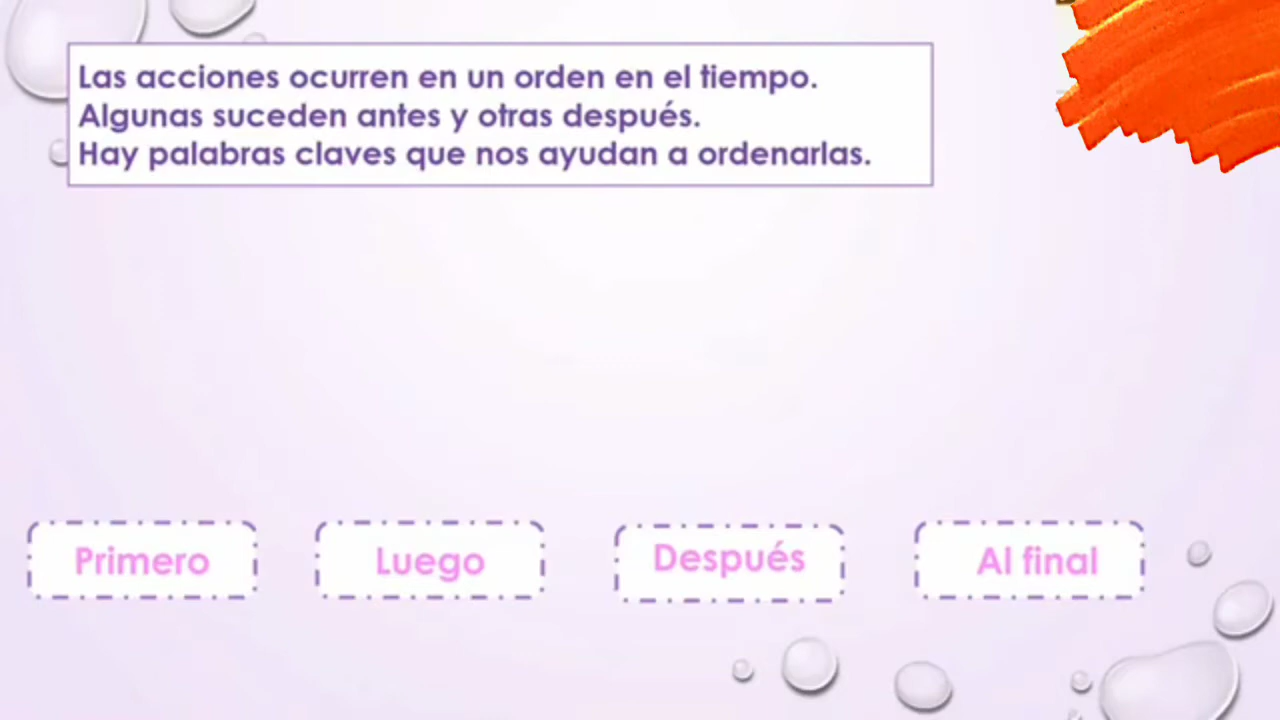 Las acciones ocurren en un orden en el tiempo.
Algunas suceden antes y otras después.
Hay palabras claves que nos ayudan a ordenarlas.
Primero
Luego
Después
Al final